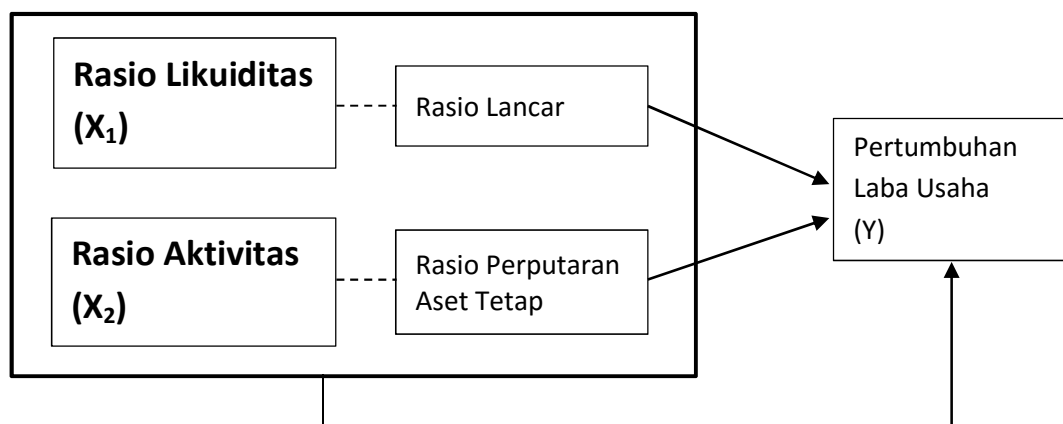 Rasio Likuiditas
(X₁)
Rasio Lancar
Pertumbuhan
Laba Usaha
(Y)
Rasio Aktivitas
(X₂)
Rasio Perputaran
Aset Tetap